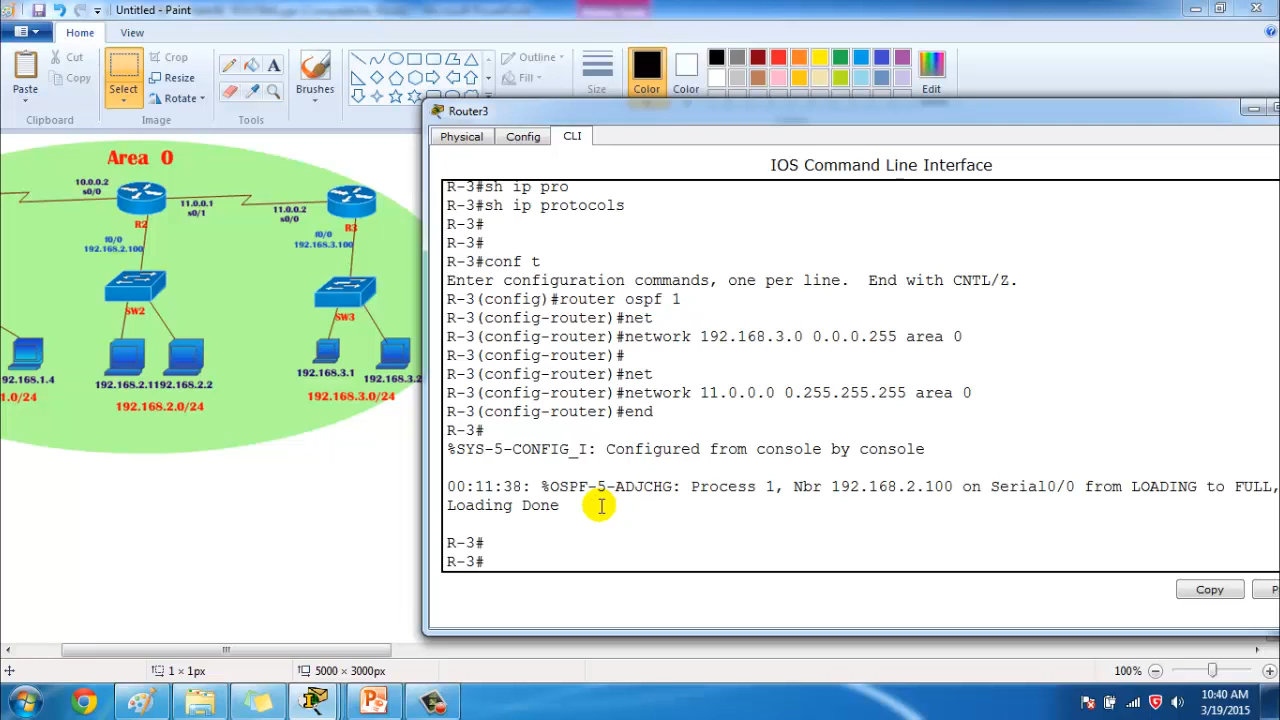 Untitled - Paint
Home
View
Paste
Cut
Copy
Clipboard
Select
Crop
Resize
Rotate
Image
Tools
Brushes
Outline
Fill
Size
Color
Color
Edit
Router3
Physical
Config
CLI
IOS Command Line Interface
R-3#sh ip pro
R-3#sh ip protocols
R-3#
R-3#
R-3#conf t
Enter configuration commands, one per line.  End with CNTL/Z.
R-3(config)#router ospf 1
R-3(config-router)#net
R-3(config-router)#network 192.168.3.0 0.0.0.255 area 0
R-3(config-router)#
R-3(config-router)#net
R-3(config-router)#network 11.0.0.0 0.255.255.255 area 0
R-3(config-router)#end
R-3#
%SYS-5-CONFIG_I: Configured from console by console
00:11:38: %OSPF-5-ADJCHG: Process 1, Nbr 192.168.2.100 on Serial0/0 from LOADING to FULL,
Loading Done
R-3#
R-3#
Copy
P
Area 0
10.0.0.2
s0/0
R2
11.0.0.1
s0/1
11.0.0.2
s0/0
R3
f0/0
192.168.2.100
f0/0
192.168.3.100
SW2
SW3
92.168.1.4
192.168.2.1
192.168.2.2
192.168.3.1
192.168.3.2
1.0/24
192.168.2.0/24
192.168.3.0/24
1 × 1px
5000 × 3000px
100%
10:40 AM
3/19/2015